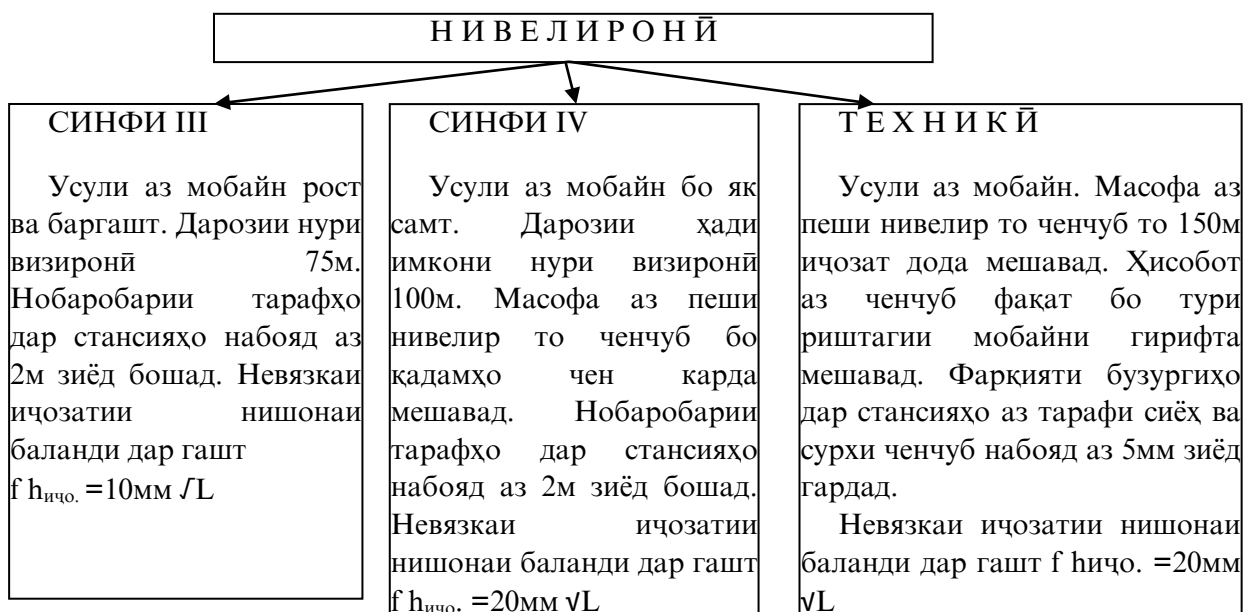 Н И В Е Л И Р О Н Ӣ
СИНФИ III
Усули аз мобайн рост
ва баргашт. Дарозии нури
визиронӣ 75м.
Нобаробарии тарафҳо
дар стансияҳо набояд аз
2м зиёд бошад. Невязкаи
иҷозатии нишонаи
баланди дар гашт
f hиҷо. =10мм √L
СИНФИ IV
Усули аз мобайн бо як
самт. Дарозии ҳади
имкони нури визиронӣ
100м. Масофа аз пеши
нивелир то ченчуб бо
қадамҳо чен карда
мешавад. Нобаробарии
тарафҳо дар стансияҳо
набояд аз 2м зиёд бошад.
Невязкаи иҷозатии
нишонаи баланди дар гашт
f hиҷо. =20мм √L
Т Е Х Н И К Ӣ
Усули аз мобайн. Масофа аз
пеши нивелир то ченчуб то 150м
иҷозат дода мешавад. Ҳисобот
аз ченчуб фақат бо тури
риштагии мобайни гирифта
мешавад. Фарқияти бузургиҳо
дар стансияҳо аз тарафи сиёҳ ва
сурхи ченчуб набояд аз 5мм зиёд
гардад.
Невязкаи иҷозатии нишонаи
баланди дар гашт f hиҷо. =20мм
√L